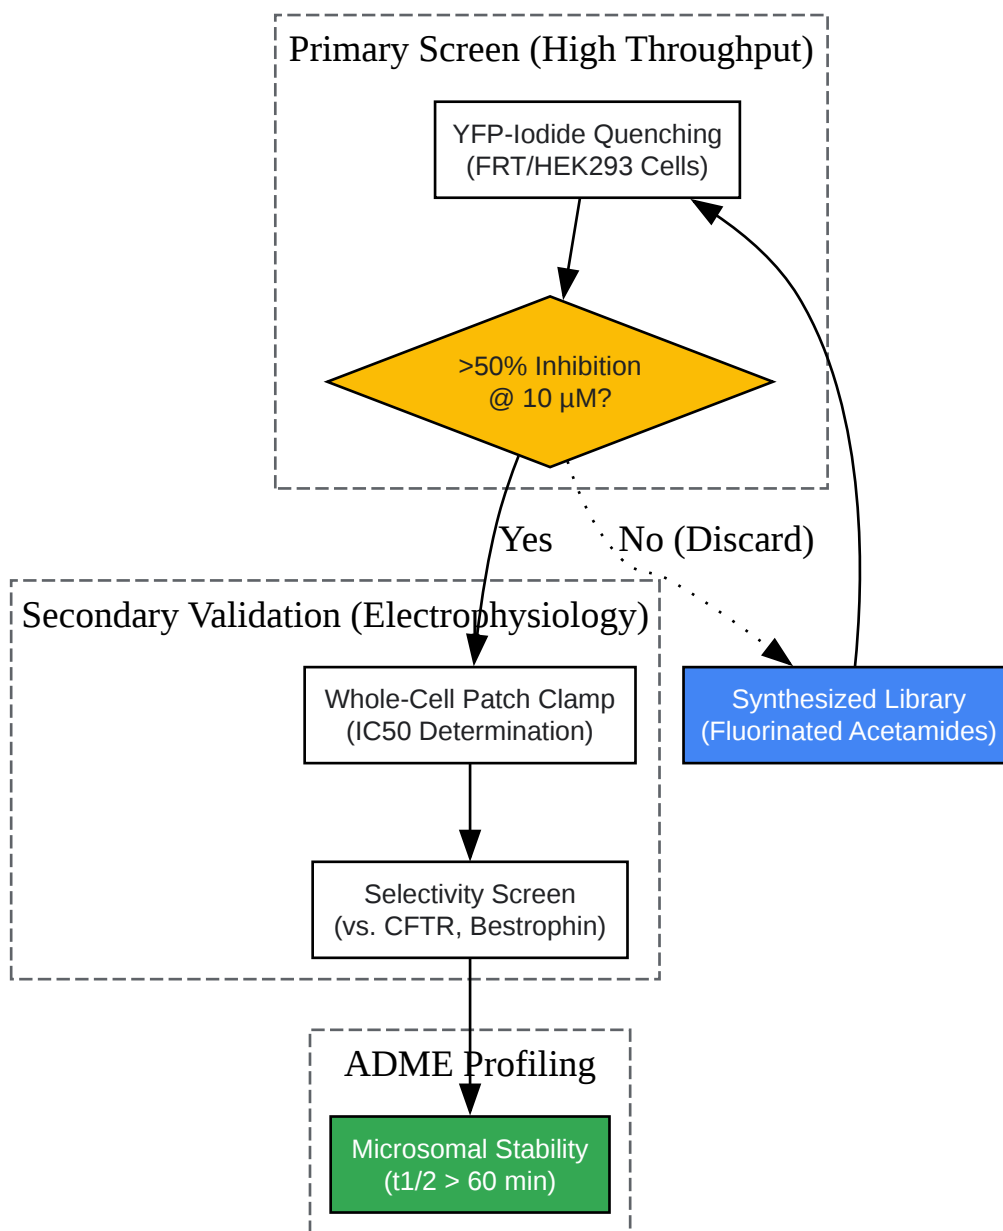 Primary Screen (High Throughput)
YFP-Iodide Quenching
(FRT/HEK293 Cells)
>50% Inhibition
@ 10 µM?
Yes
No (Discard)
Secondary Validation (Electrophysiology)
Whole-Cell Patch Clamp
(IC50 Determination)
Synthesized Library
(Fluorinated Acetamides)
Selectivity Screen
(vs. CFTR, Bestrophin)
ADME Profiling
Microsomal Stability
(t1/2 > 60 min)